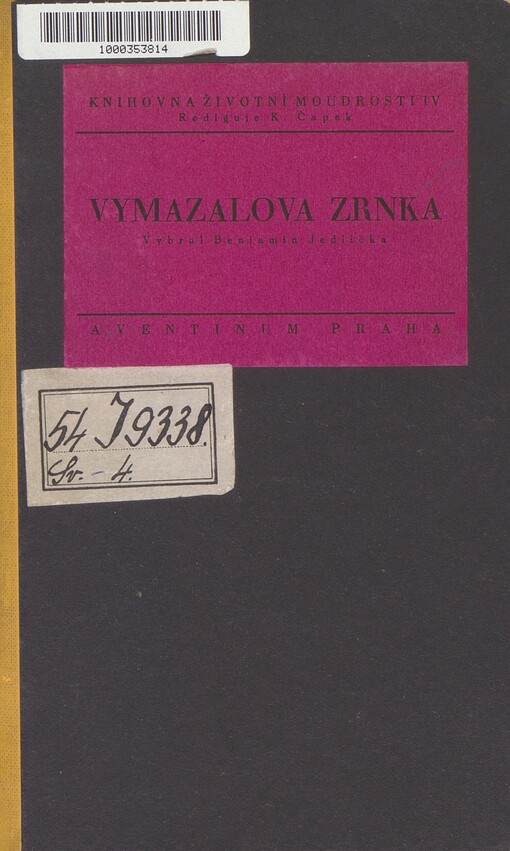 1000353814
KNIHOVNA ŽIVOTNÍ MOUDROSTI IV
Rediguje K. Čapek
VYMAZALOVA ZRNKA
Vybral Benjamin Jedlička
AVENTINUM PRAHA
54 J 9338.
Sv. - 4.